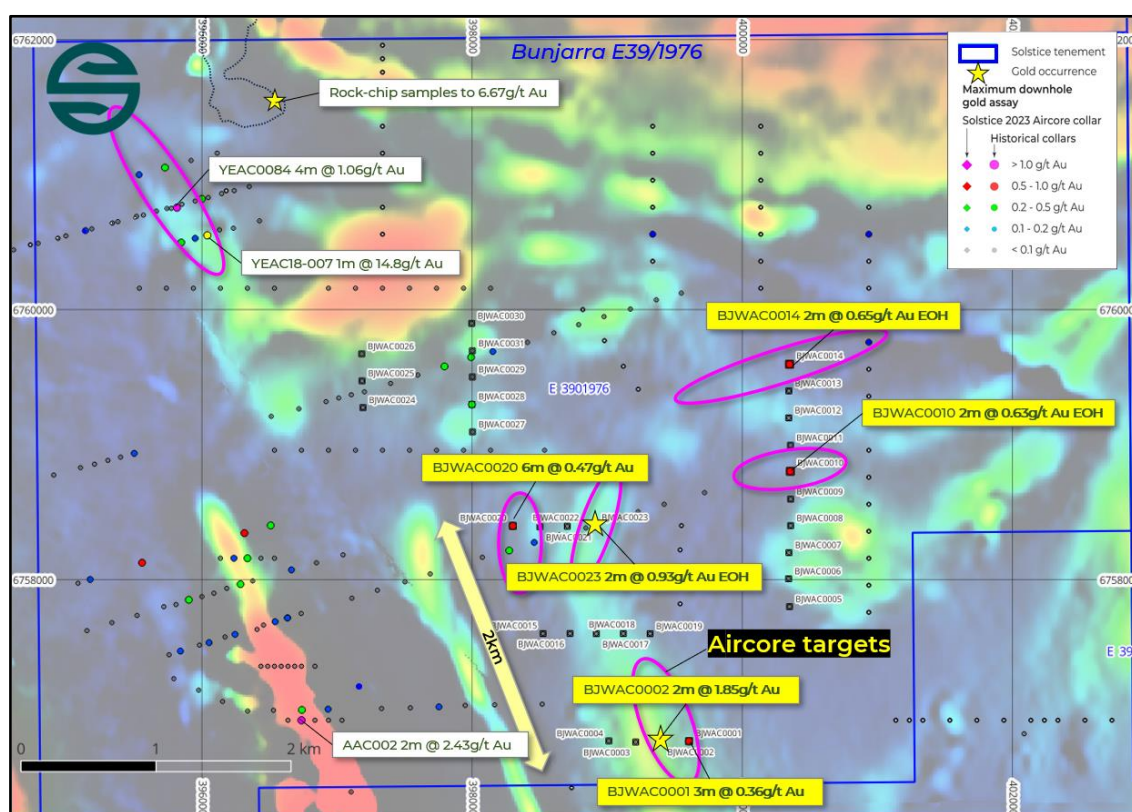 6762000
396000
398000
400000
Bunjarra E39/1976
Rock-chip samples to 6.67g/t Au
YEAC0084 4m @ 1.06g/t Au
YEAC18-007 1m @ 14.8g/t Au
Solstice tenement
Gold occurrence
Maximum downhole
gold assay
Solstice 2023 Aircore collar
Historical collars
> 1.0 g/t Au
0.5 - 1.0 g/t Au
0.2 - 0.5 g/t Au
0.1 - 0.2 g/t Au
< 0.1 g/t Au
6760000
6760000
BJWAC0030
BJWAC0014 2m @ 0.65g/t Au EOH
BJWAC0026
BJWAC0031
BJWAC0014
BJWAC0025
BJWAC0029
E 3901976
BJWAC0013
BJWAC0024
BJWAC0028
BJWAC0012
BJWAC0010 2m @ 0.63g/t Au EOH
BJWAC0027
BJWAC0011
BJWAC0020 6m @ 0.47g/t Au
BJWAC0010
BJWAC0009
BJWAC0020
BJWAC0022
BJWAC0023
BJWAC0008
BJWAC0021
BJWAC0007
BJWAC0023 2m @ 0.93g/t Au EOH
6758000
6758000
BJWAC0006
BJWAC0005
BJWAC0015
BJWAC0018
BJWAC0019
BJWAC0016
BJWAC0017
2km
Aircore targets
E 39
BJWAC0002 2m @ 1.85g/t Au
BJWAC0004
BJWAC0001
BJWAC0003
BJWAC0002
AAC002 2m @ 2.43g/t Au
0
1
2 km
BJWAC0001 3m @ 0.36g/t Au
396000
398000
400000